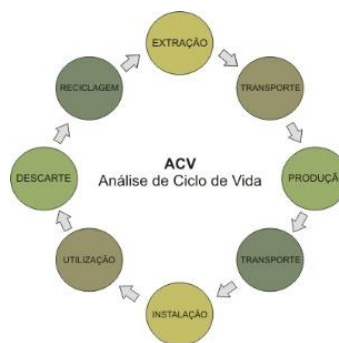 EXTRAÇÃO
TRANSPORTE
PRODUÇÃ
TRANSPORTE
INSTALAÇÃO
UTILIZAÇÃO
DESCARTE
RECICLAGEM
ACV
Análise de Ciclo de Vida